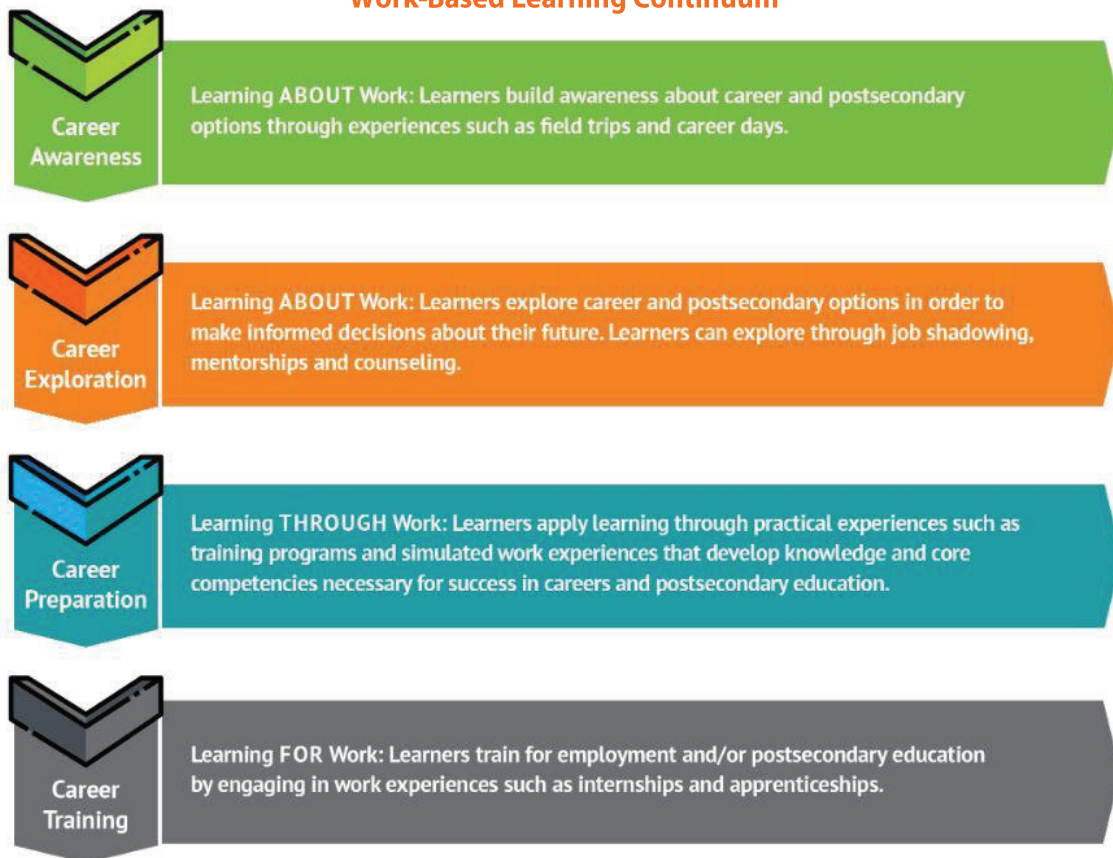 Work-Based Learning Continuum
Career
Awareness
Learning ABOUT Work: Learners build awareness about career and postsecondary
options through experiences such as field trips and career days.
Career
Exploration
Learning ABOUT Work: Learners explore career and postsecondary options in order to
make informed decisions about their future. Learners can explore through job shadowing,
mentorships and counseling.
Career
Preparation
Learning THROUGH Work: Learners apply learning through practical experiences such as
training programs and simulated work experiences that develop knowledge and core
competencies necessary for success in careers and postsecondary education.
Career
Training
Learning FOR Work: Learners train for employment and/or postsecondary education
by engaging in work experiences such as internships and apprenticeships.